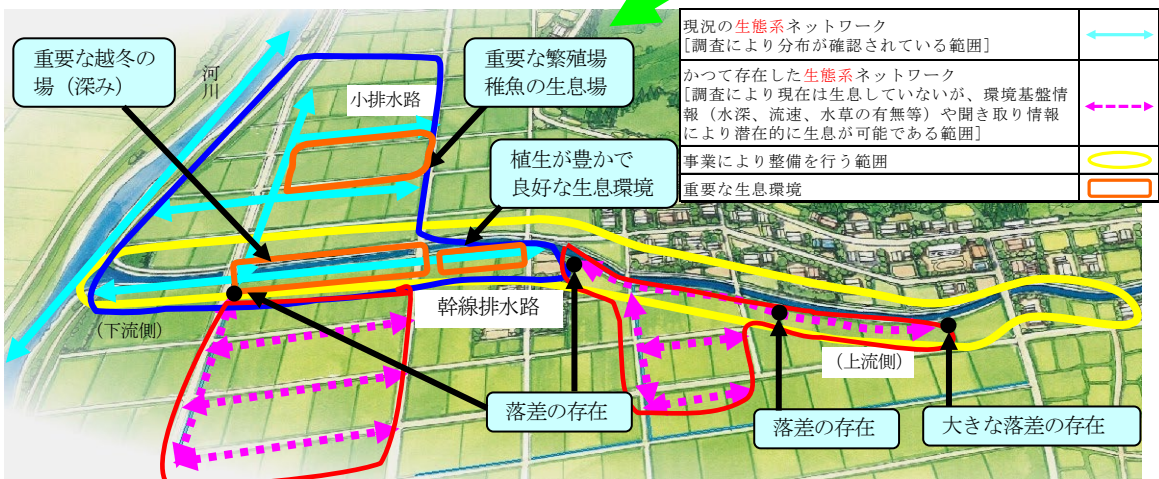 現況の生態系ネットワーク
[調査により分布が確認されている範囲]
かつて存在した生態系ネットワーク
[調査により現在は生息していないが、環境基盤情
報（水深、流速、水草の有無等）や聞き取り情報
により潜在的に生息が可能である範囲]
事業により整備を行う範囲
重要な生息環境
重要な越冬の
場（深み）
河川
小排水路
重要な繁殖場
稚魚の生息場
植生が豊かで
良好な生息環境
幹線排水路
（下流側）
（上流側）
落差の存在
落差の存在
大きな落差の存在